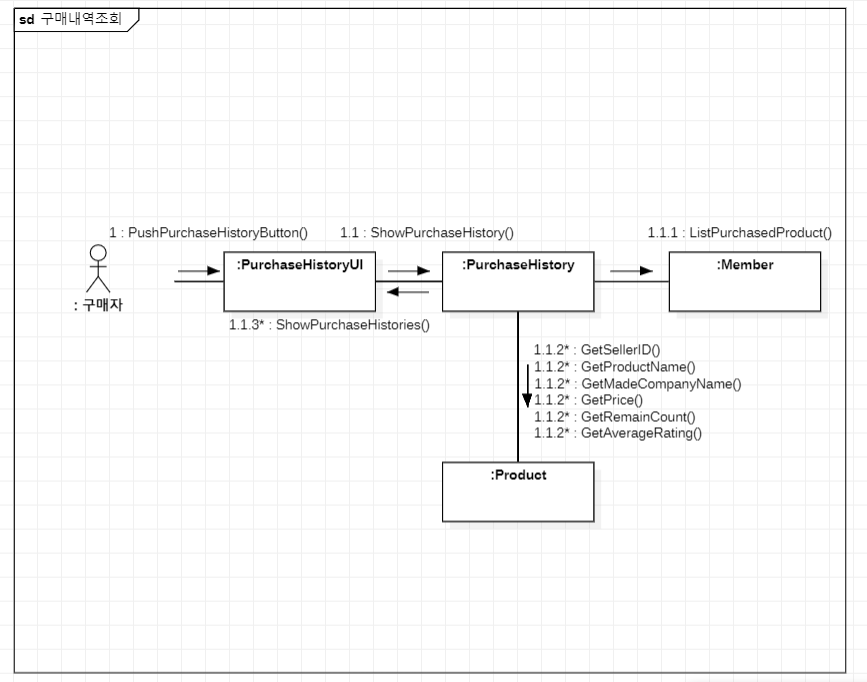 sd 구매내역조회
1 : PushPurchaseHistoryButton()
1.1 : ShowPurchaseHistory()
1.1.1 : ListPurchasedProduct()
: 구매자
:PurchaseHistoryUI
:PurchaseHistory
:Member
1.1.3* : ShowPurchaseHistories()
1.1.2* : GetSellerID()
1.1.2* : GetProductName()
1.1.2* : GetMadeCompanyName()
1.1.2* : GetPrice()
1.1.2* : GetRemainCount()
1.1.2* : GetAverageRating()
:Product